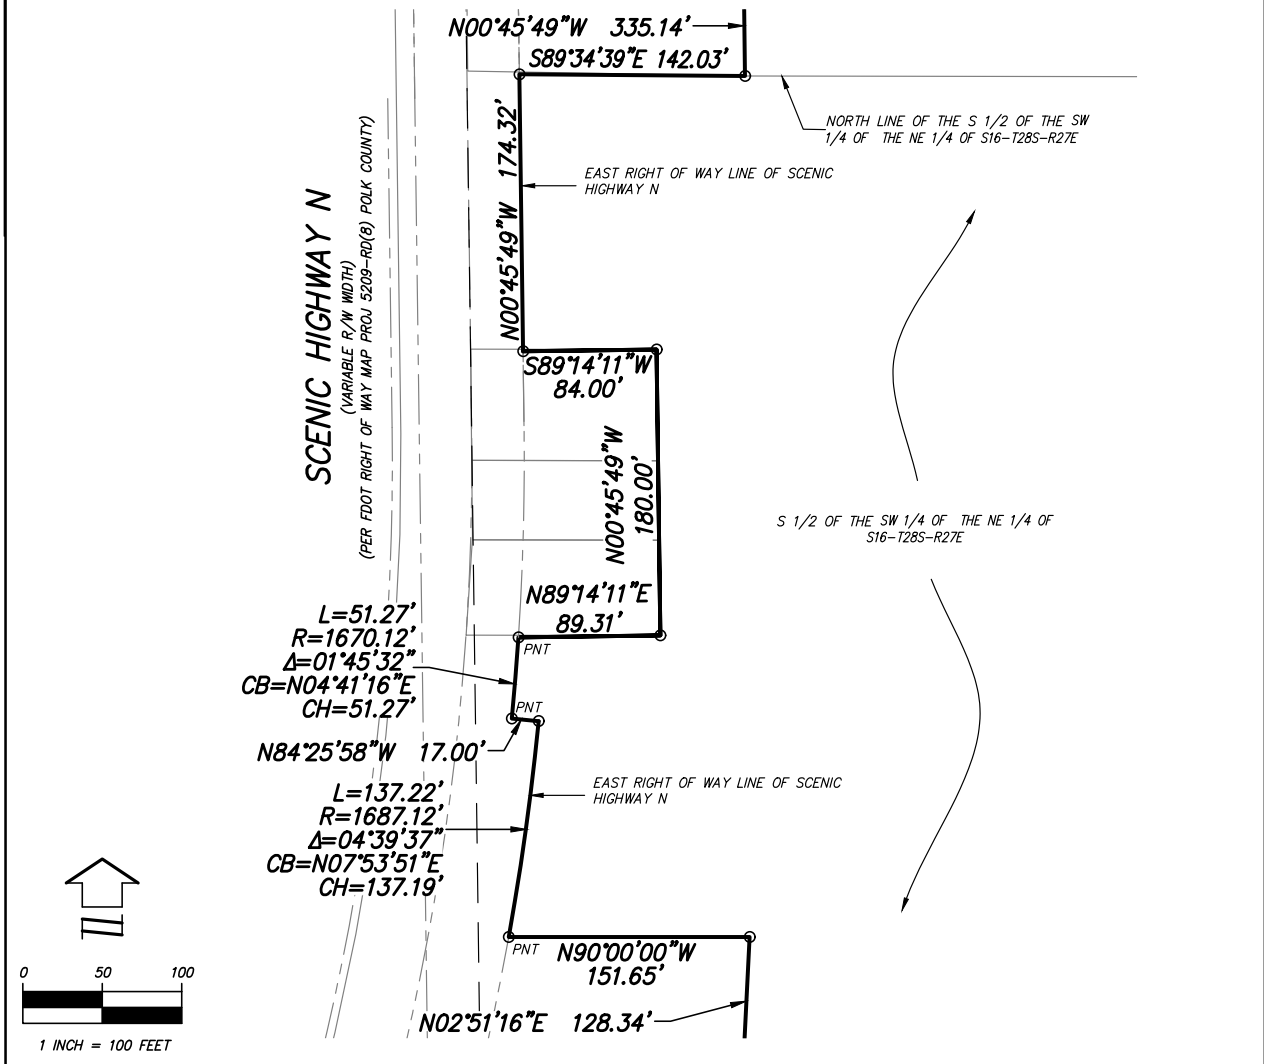 N00°45'49"W 335.14'
S89°34'39"E 142.03'
NORTH LINE OF THE S 1/2 OF THE SW
1/4 OF THE NE 1/4 OF S16-T28S-R27E
N00°45'49"W 174.32'
EAST RIGHT OF WAY LINE OF SCENIC
HIGHWAY N
SCENIC HIGHWAY N
(VARIABLE R/W WIDTH)
(PER FDOT RIGHT OF WAY MAP PROJ 5209-RD(8) POLK COUNTY)
S89°14'11"W
84.00'
N00°45'49"W
180.00'
S 1/2 OF THE SW 1/4 OF THE NE 1/4 OF
S16-T28S-R27E
N89°14'11"E
89.31'
L=51.27'
R=1670.12'
Δ=01°45'32"
CB=N04°41'16"E
CH=51.27'
PNT
PNT
N84°25'58"W 17.00'
EAST RIGHT OF WAY LINE OF SCENIC
HIGHWAY N
L=137.22'
R=1687.12'
Δ=04°39'37"
CB=N07°53'51"E
CH=137.19'
PNT
N90°00'00"W
151.65'
N02°51'16"E 128.34'
0 50 100
1 INCH = 100 FEET